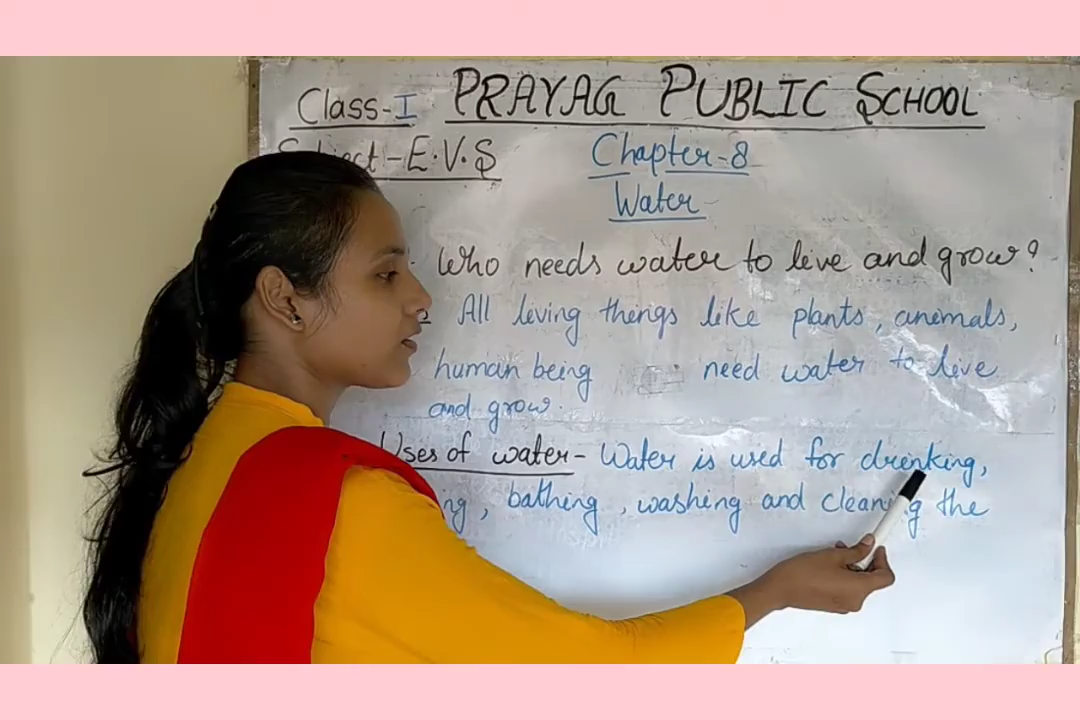 Class-I PRAYAG PUBLIC SCHOOL
Subject-E.V.S Chapter-8
Water
Who needs water to live and grow?
All living things like plants, animals,
human being need water to live
and grow.
Uses of water- Water is used for drinking,
, bathing, washing and cleaning the